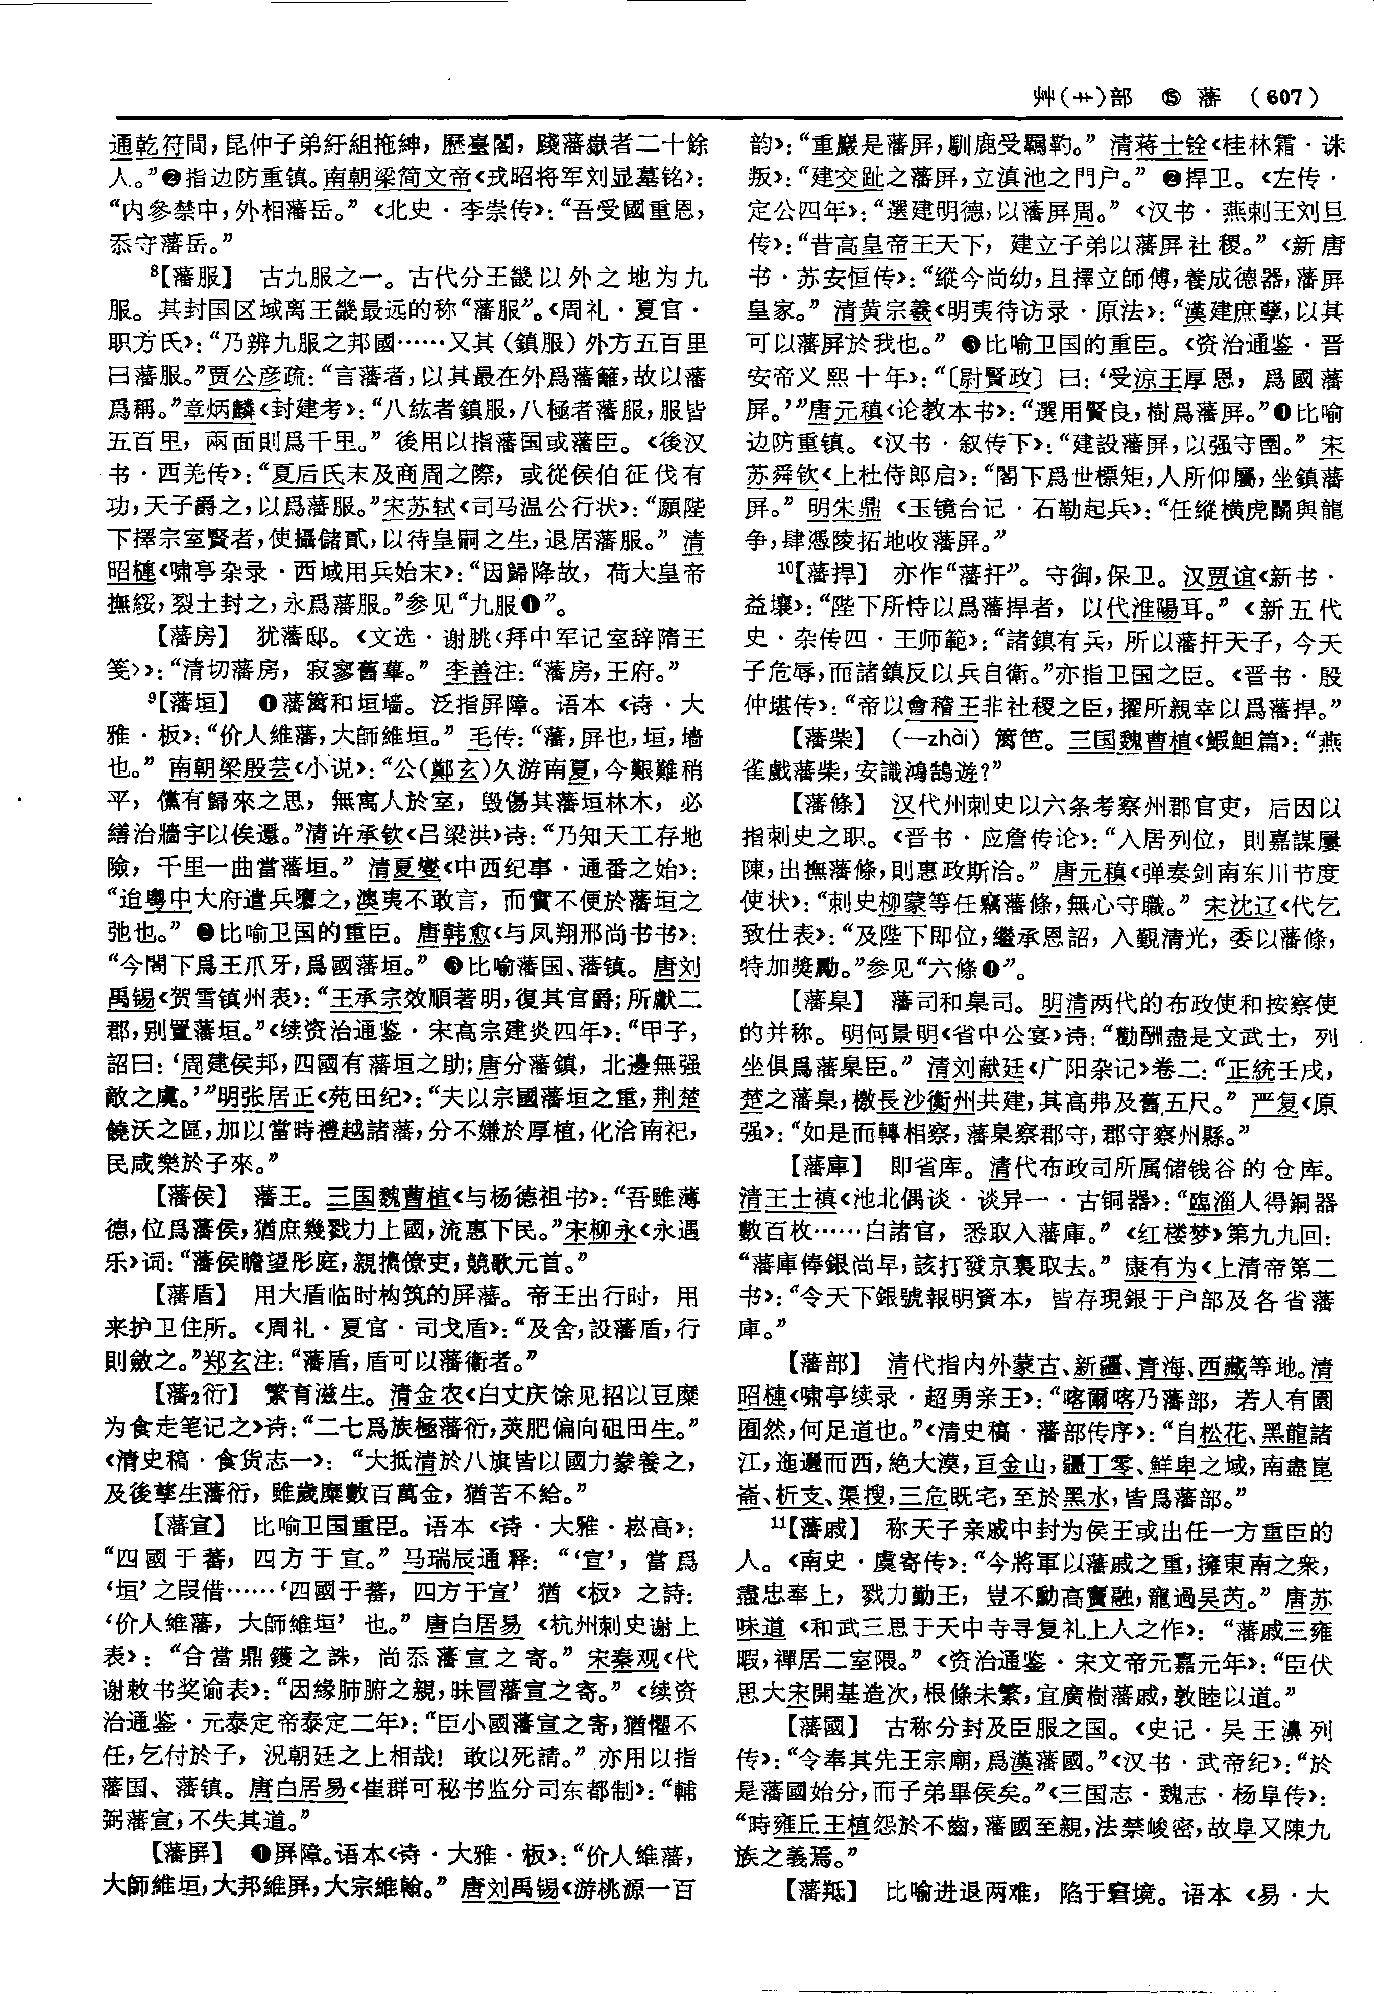 艸(艹)部 ⑮ 藩 (607)
通乾符間，昆仲子弟紆組拖紳，歷臺閣，踐藩嶽者二十餘
人。”❷指边防重镇。南朝梁简文帝《戎昭将军刘显墓铭》：
“内參禁中，外相藩岳。”《北史·李崇传》：“吾受國重恩，
忝守藩岳。”
8【藩服】 古九服之一。古代分王畿以外之地为九
服。其封国区域离王畿最远的称“藩服”。《周礼·夏官·
职方氏》：“乃辨九服之邦國……又其（鎮服）外方五百里
曰藩服。”贾公彦疏：“言藩者，以其最在外爲藩籬，故以藩
爲稱。”章炳麟《封建考》：“八紘者鎮服，八極者藩服，服皆
五百里，兩面則爲千里。”後用以指藩国或藩臣。《後汉
书·西羌传》：“夏后氏末及商周之際，或從侯伯征伐有
功，天子爵之，以爲藩服。”宋苏轼《司马温公行状》：“願陛
下擇宗室賢者，使攝儲貳，以待皇嗣之生，退居藩服。”清
昭槤《啸亭杂录·西域用兵始末》：“因歸降故，荷大皇帝
撫綏，裂土封之，永爲藩服。”参见“九服❶”。
【藩房】 犹藩邸。《文选·谢朓〈拜中军记室辞隋王
笺〉》：“清切藩房，寂寥舊蓽。”李善注：“藩房，王府。”
9【藩垣】 ❶藩篱和垣墙。泛指屏障。语本《诗·大
雅·板》：“价人維藩，大師維垣。”毛传：“藩，屏也，垣，墙
也。”南朝梁殷芸《小说》：“公（鄭玄）久游南夏，今艱難稍
平，儻有歸來之思，無寓人於室，毁傷其藩垣林木，必
繕治牆宇以俟還。”清许承钦《吕梁洪》诗：“乃知天工存地
險，千里一曲當藩垣。”清夏燮《中西纪事·通番之始》：
“迨粤中大府遣兵㕔之，澳夷不敢言，而實不便於藩垣之
弛也。”❷比喻卫国的重臣。唐韩愈《与凤翔邢尚书书》：
“今閤下爲王爪牙，爲國藩垣。”❸比喻藩国、藩镇。唐刘
禹锡《贺雪镇州表》：“王承宗效順著明，復其官爵；所獻二
郡，别置藩垣。”《续资治通鉴·宋高宗建炎四年》：“甲子，
詔曰：‘周建侯邦，四國有藩垣之助；唐分藩鎮，北邊無强
敵之虞。’”明张居正《苑田纪》：“夫以宗國藩垣之重，荆楚
饒沃之區，加以當時禮越諸藩，分不嫌於厚植，化洽南祀，
民咸樂於子來。”
【藩侯】 藩王。三国魏曹植《与杨德祖书》：“吾雖薄
德，位爲藩侯，猶庶幾戮力上國，流惠下民。”宋柳永《永遇
乐》词：“藩侯瞻望彤庭，親攜僚吏，競歌元首。”
【藩盾】 用大盾临时构筑的屏藩。帝王出行时，用
来护卫住所。《周礼·夏官·司戈盾》：“及舍，設藩盾，行
則斂之。”郑玄注：“藩盾，盾可以藩衛者。”
【藩₂衍】 繁育滋生。清金农《白丈庆馀见招以豆糜
为食走笔记之》诗：“二七爲族極藩衍，莢肥偏向砠田生。”
《清史稿·食货志一》：“大抵清於八旗皆以國力豢養之，
及後孳生藩衍，雖歲糜數百萬金，猶苦不給。”
【藩宣】 比喻卫国重臣。语本《诗·大雅·崧高》：
“四國于蕃，四方于宣。”马瑞辰通释：“‘宣’，當爲
‘垣’之叚借……‘四國于蕃，四方于宣’猶《板》之詩：
‘价人維藩，大師維垣’也。”唐白居易《杭州刺史谢上
表》：“合當鼎鑊之誅，尚忝藩宣之寄。”宋秦观《代
谢敕书奖谕表》：“因緣肺腑之親，昧冒藩宣之寄。”《续资
治通鉴·元泰定帝泰定二年》：“臣小國藩宣之寄，猶懼不
任，乞付於子，況朝廷之上相哉！敢以死請。”亦用以指
藩国、藩镇。唐白居易《崔群可秘书监分司东都制》：“輔
弼藩宣，不失其道。”
【藩屏】 ❶屏障。语本《诗·大雅·板》：“价人維藩，
大師維垣，大邦維屏，大宗維翰。”唐刘禹锡《游桃源一百
韵》：“重巖是藩屏，馴鹿受羈靮。”清蒋士铨《桂林霜·诛
叛》：“建交趾之藩屏，立滇池之門户。”❷捍卫。《左传·
定公四年》：“選建明德，以藩屏周。”《汉书·燕剌王刘旦
传》：“昔高皇帝王天下，建立子弟以藩屏社稷。”《新唐
书·苏安恒传》：“縱今尚幼，且擇立師傅，養成德器，藩屏
皇家。”清黄宗羲《明夷待访录·原法》：“漢建庶孽，以其
可以藩屏於我也。”❸比喻卫国的重臣。《资治通鉴·晋
安帝义熙十年》：“〔尉賢政〕曰：‘受涼王厚恩，爲國藩
屏。’”唐元稹《论教本书》：“選用賢良，樹爲藩屏。”❹比喻
边防重镇。《汉书·叙传下》：“建設藩屏，以强守圉。”宋
苏舜钦《上杜侍郎启》：“閣下爲世標矩，人所仰屬，坐鎮藩
屏。”明朱鼎《玉镜台记·石勒起兵》：“任縱橫虎鬭與龍
争，肆憑陵拓地收藩屏。”
10【藩捍】 亦作“藩扞”。守御，保卫。汉贾谊《新书·
益壤》：“陛下所恃以爲藩捍者，以代淮陽耳。”《新五代
史·杂传四·王师範》：“諸鎮有兵，所以藩扞天子，今天
子危辱，而諸鎮反以兵自衛。”亦指卫国之臣。《晋书·殷
仲堪传》：“帝以會稽王非社稷之臣，擢所親幸以爲藩捍。”
【藩柴】 （—zhài）篱笆。三国魏曹植《鰕䱇篇》：“燕
雀戲藩柴，安識鴻鵠遊？”
【藩條】 汉代州刺史以六条考察州郡官吏，后因以
指刺史之职。《晋书·应詹传论》：“入居列位，則嘉謀屢
陳，出撫藩條，則惠政斯洽。”唐元稹《弹奏剑南东川节度
使状》：“刺史柳蒙等任竊藩條，無心守職。”宋沈辽《代乞
致仕表》：“及陛下即位，繼承恩詔，入覲清光，委以藩條，
特加獎勵。”参见“六條❶”。
【藩臬】 藩司和臬司。明清两代的布政使和按察使
的并称。明何景明《省中公宴》诗：“勸酬盡是文武士，列
坐俱爲藩臬臣。”清刘献廷《广阳杂记》卷二：“正統壬戌，
楚之藩臬，檄長沙衡州共建，其高弗及舊五尺。”严复《原
强》：“如是而轉相察，藩臬察郡守，郡守察州縣。”
【藩庫】 即省库。清代布政司所属储钱谷的仓库。
清王士禛《池北偶谈·谈异一·古铜器》：“臨淄人得銅器
數百枚……白諸官，悉取入藩庫。”《红楼梦》第九九回：
“藩庫俸銀尚早，該打發京裏取去。”康有为《上清帝第二
书》：“令天下銀號報明資本，皆存現銀于户部及各省藩
庫。”
【藩部】 清代指内外蒙古、新疆、青海、西藏等地。清
昭槤《啸亭续录·超勇亲王》：“喀爾喀乃藩部，若人有圜
囿然，何足道也。”《清史稿·藩部传序》：“自松花、黑龍諸
江，迤邐而西，絶大漠，亘金山，疆丁零、鮮卑之域，南盡崑
崙、析支、渠搜，三危既宅，至於黑水，皆爲藩部。”
11【藩戚】 称天子亲戚中封为侯王或出任一方重臣的
人。《南史·虞寄传》：“今將軍以藩戚之重，擁東南之衆，
盡忠奉上，戮力勤王，豈不勳高竇融，寵過吴芮。”唐苏
味道《和武三思于天中寺寻复礼上人之作》：“藩戚三雍
暇，禪居二室隈。”《资治通鉴·宋文帝元嘉元年》：“臣伏
思大宋開基造次，根條未繁，宜廣樹藩戚，敦睦以道。”
【藩國】 古称分封及臣服之国。《史记·吴王濞列
传》：“令奉其先王宗廟，爲漢藩國。”《汉书·武帝纪》：“於
是藩國始分，而子弟畢侯矣。”《三国志·魏志·杨阜传》：
“時雍丘王植怨於不齒，藩國至親，法禁峻密，故阜又陳九
族之義焉。”
【藩羝】 比喻进退两难，陷于窘境。语本《易·大